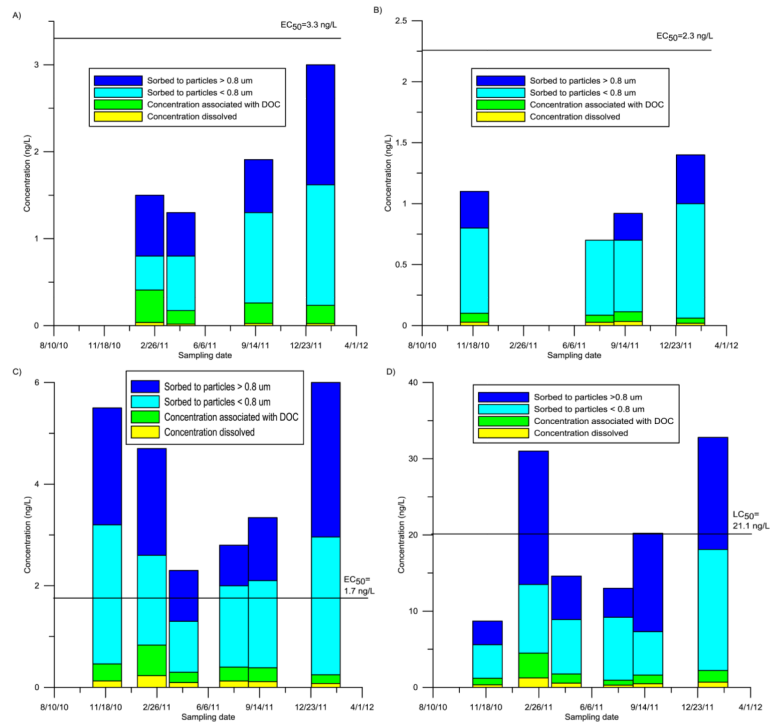 A)
EC50=3.3 ng/L
Sorbed to particles > 0.8 um
Sorbed to particles < 0.8 um
Concentration associated with DOC
Concentration dissolved
Concentration (ng/L)
3
2
1
0
8/10/10 11/18/10 2/26/11 6/6/11 9/14/11 12/23/11 4/1/12
Sampling date
B)
EC50=2.3 ng/L
Sorbed to particles > 0.8 um
Sorbed to particles < 0.8 um
Concentration associated with DOC
Concentration dissolved
Concentration (ng/L)
2.5
2
1.5
1
0.5
0
8/10/10 11/18/10 2/26/11 6/6/11 9/14/11 12/23/11 4/1/12
Sampling date
C)
Sorbed to particles > 0.8 um
Sorbed to particles < 0.8 um
Concentration associated with DOC
Concentration dissolved
EC50=
1.7 ng/L
Concentration (ng/L)
6
4
2
0
8/10/10 11/18/10 2/26/11 6/6/11 9/14/11 12/23/11 4/1/12
Sampling date
D)
Sorbed to particles >0.8 um
Sorbed to particles < 0.8 um
Concentration associated with DOC
Concentration dissolved
LC50=
21.1 ng/L
Concentration (ng/L)
40
30
20
10
0
8/10/10 11/18/10 2/26/11 6/6/11 9/14/11 12/23/11 4/1/12
Sampling date